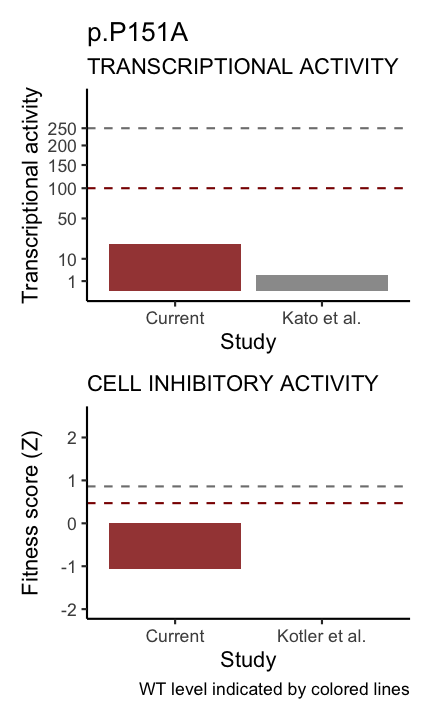 p.P151A
TRANSCRIPTIONAL ACTIVITY
Transcriptional activity
250
200
150
100
50
10
1
Current
Kato et al.
Study
CELL INHIBITORY ACTIVITY
Fitness score (Z)
2
1
0
-1
-2
Current
Kotler et al.
Study
WT level indicated by colored lines